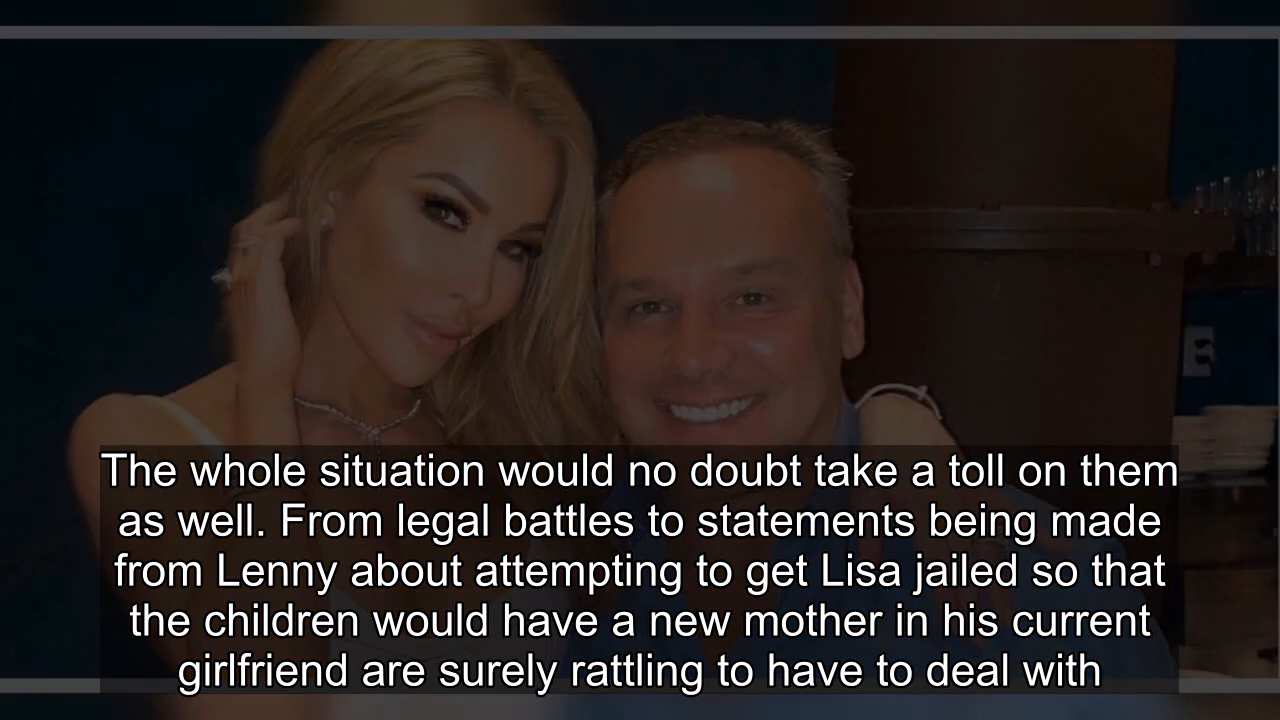 The whole situation would no doubt take a toll on them
as well. From legal battles to statements being made
from Lenny about attempting to get Lisa jailed so that
the children would have a new mother in his current
girlfriend are surely rattling to have to deal with